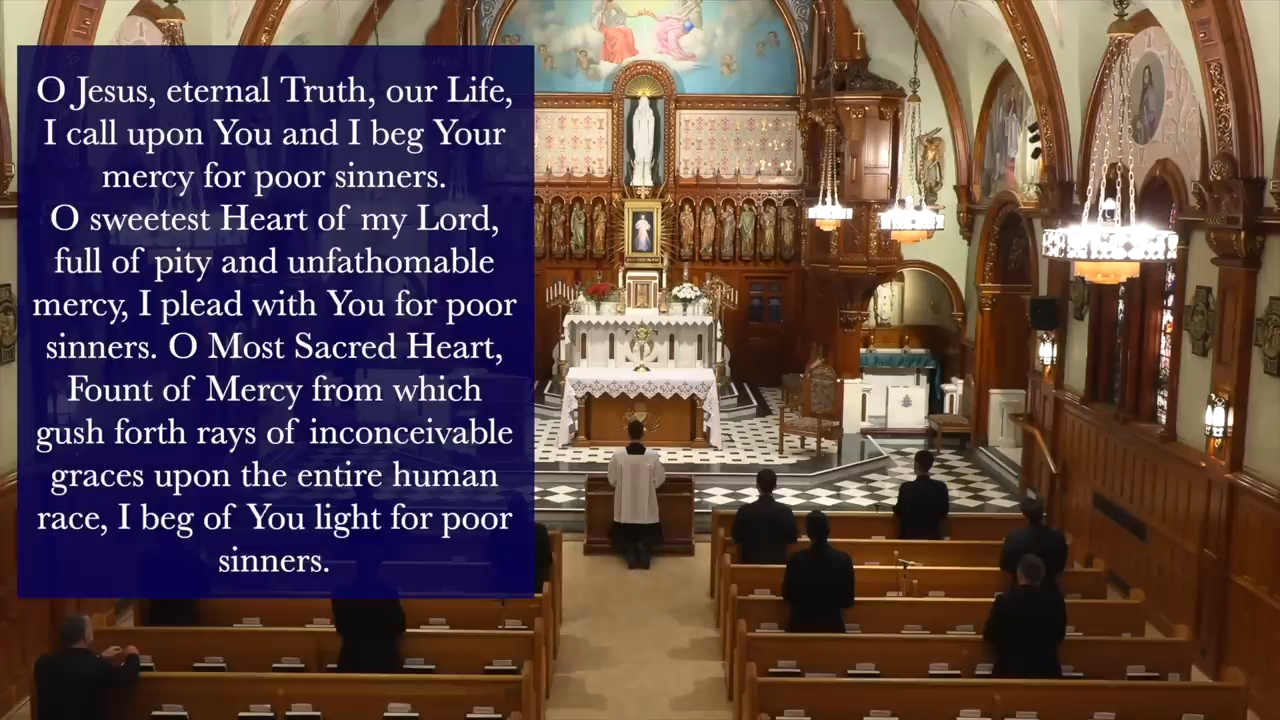 O Jesus, eternal Truth, our Life,
I call upon You and I beg Your
mercy for poor sinners.
O sweetest Heart of my Lord,
full of pity and unfathomable
mercy, I plead with You for poor
sinners. O Most Sacred Heart,
Fount of Mercy from which
gush forth rays of inconceivable
graces upon the entire human
race, I beg of You light for poor
sinners.